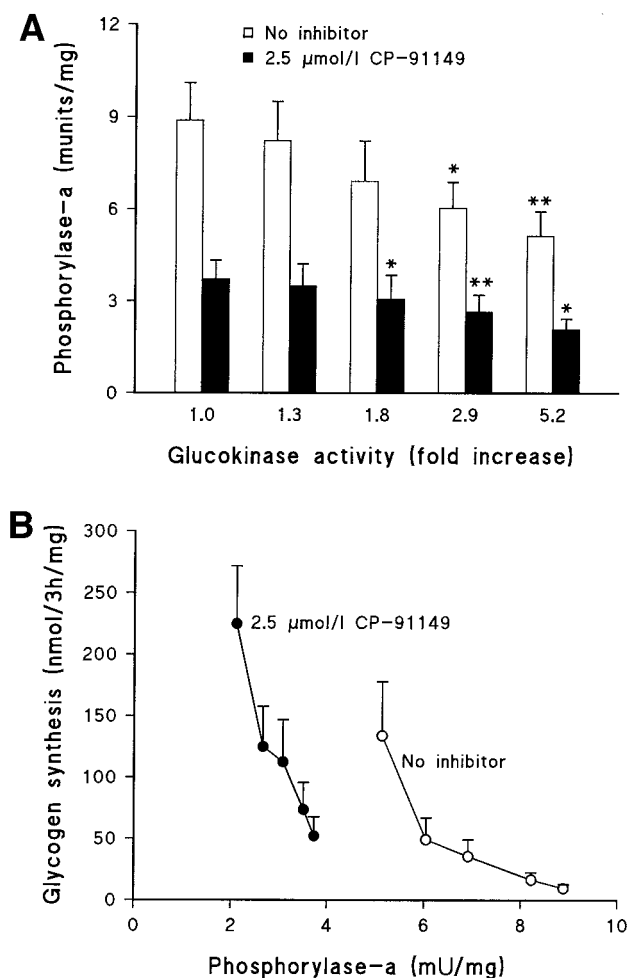 A
12
No inhibitor
2.5 µmol/l CP-91149
9
6
3
0
Phosphorylase-a (munits/mg)
*
*
**
**
*
1.0 1.3 1.8 2.9 5.2
Glucokinase activity (fold increase)
B
300
250
200
150
100
50
0
Glycogen synthesis (nmol/3h/mg)
2.5 µmol/l CP-91149
No inhibitor
0 2 4 6 8 10
Phosphorylase-a (mU/mg)